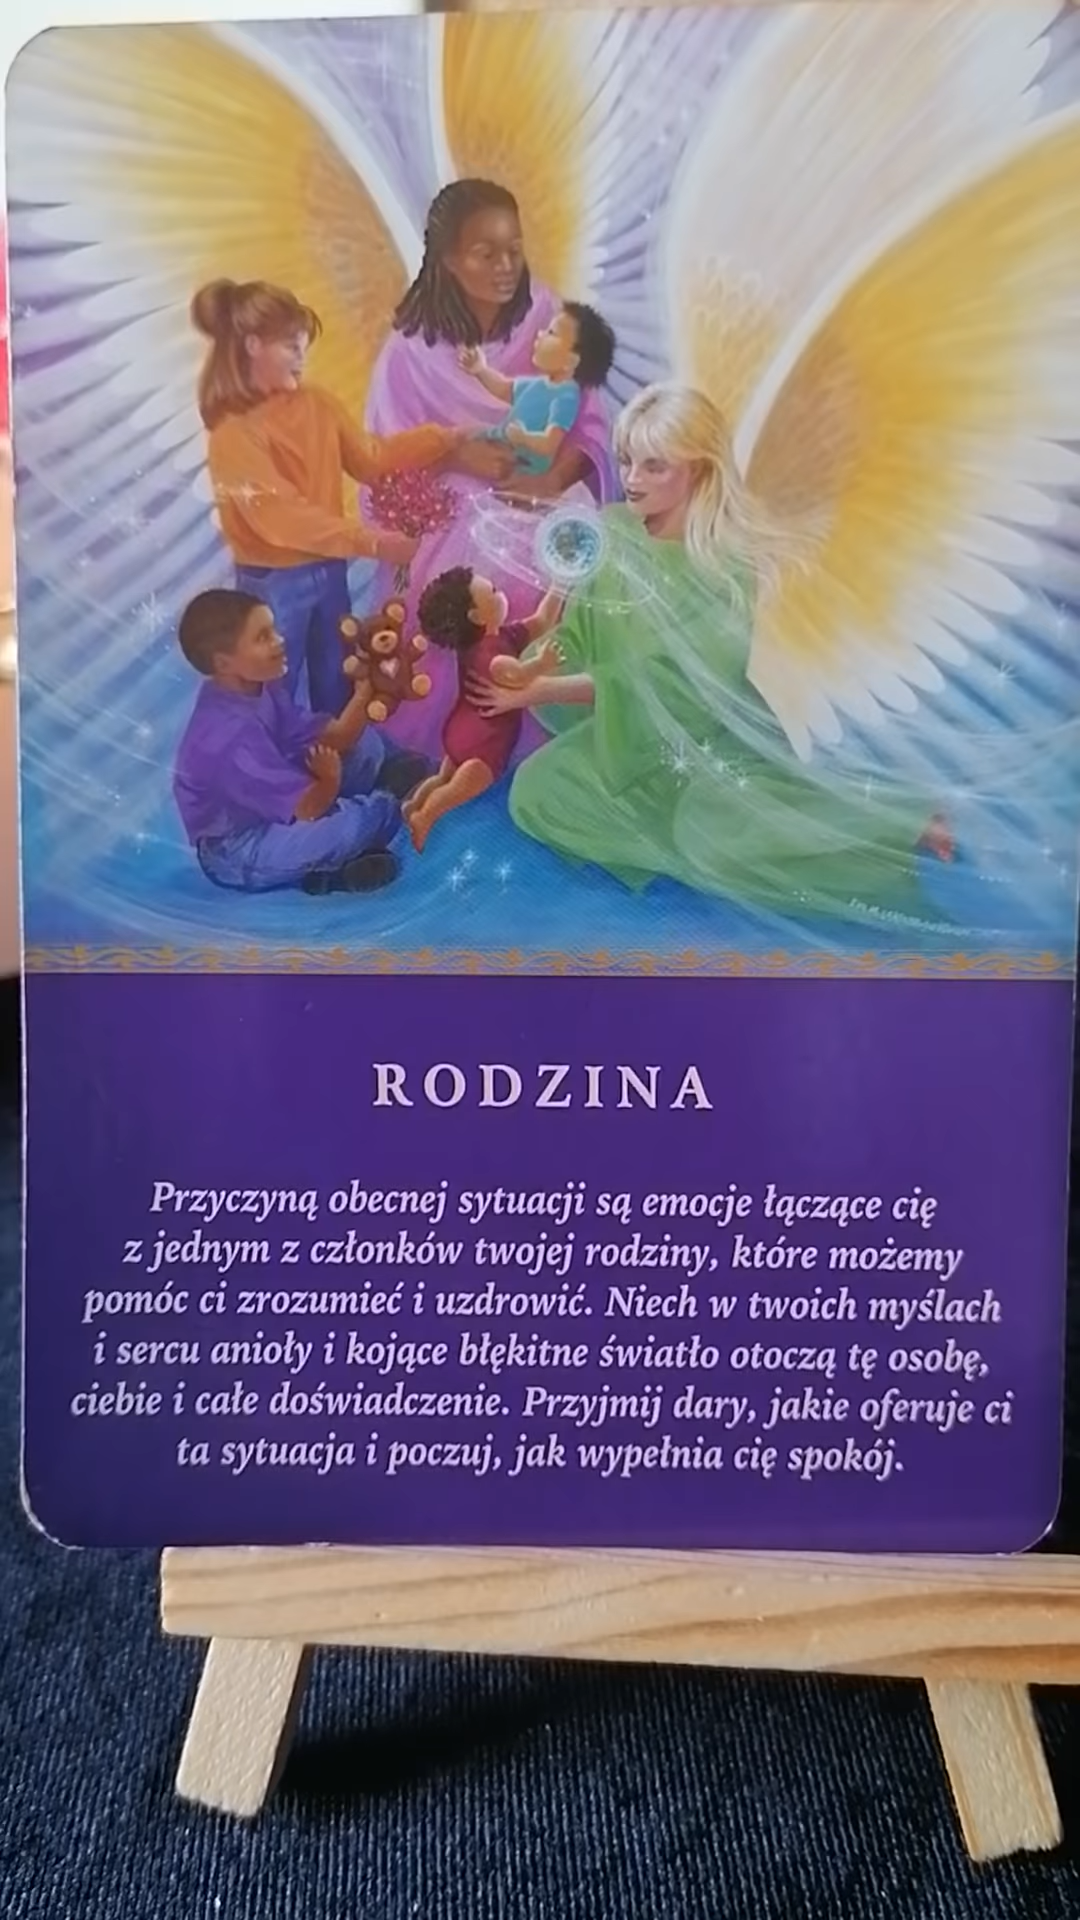 RODZINA
Przyczyną obecnej sytuacji są emocje łączące cię
z jednym z członków twojej rodziny, które możemy
pomóc ci zrozumieć i uzdrowić. Niech w twoich myślach
i sercu anioły i kojące błękitne światło otoczą tę osobę,
ciebie i całe doświadczenie. Przyjmij dary, jakie oferuje ci
ta sytuacja i poczuj, jak wypełnia cię spokój.